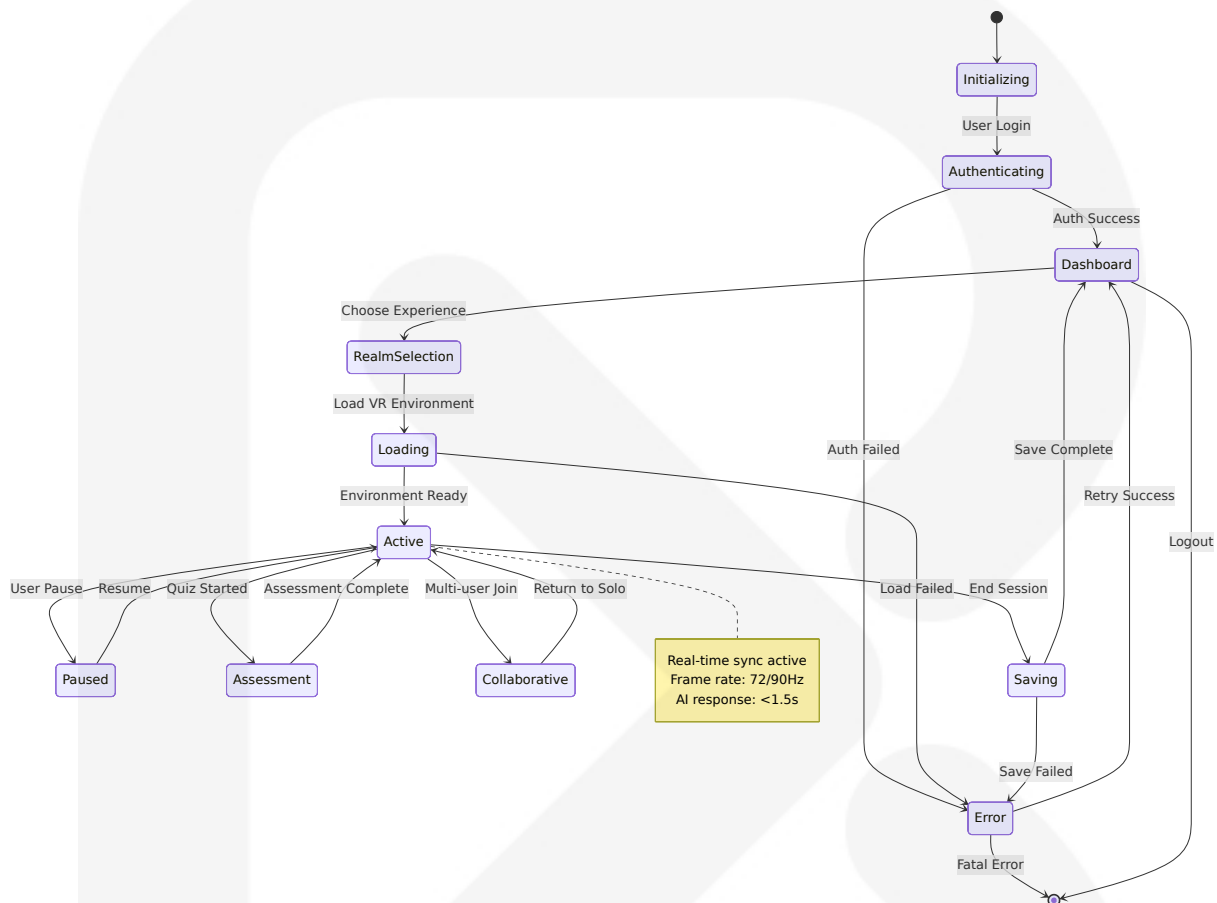 Initializing
User Login
Authenticating
Auth Success
Dashboard
Choose Experience
RealmSelection
Load VR Environment
Loading
Auth Failed
Save Complete
Environment Ready
Retry Success
Active
Logout
User Pause
Resume
Quiz Started
Assessment Complete
Multi-user Join
Return to Solo
Load Failed
End Session
Real-time sync active
Frame rate: 72/90Hz
AI response: <1.5s
Paused
Assessment
Collaborative
Saving
Save Failed
Error
Fatal Error